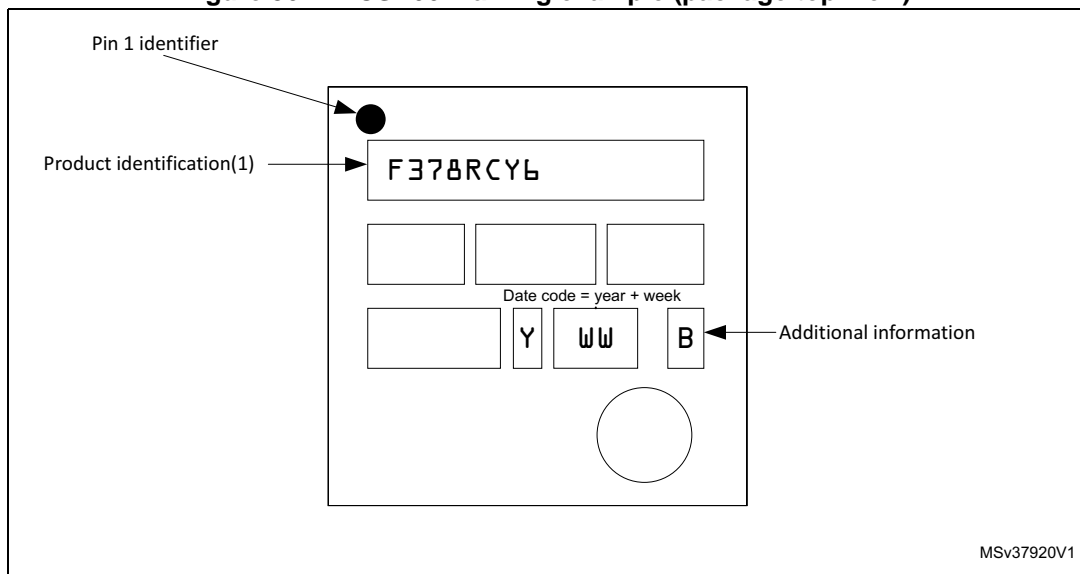 Pin 1 identifier
Product identification(1)
F378RCY6
Date code = year + week
Y WW B
Additional information
MSv37920V1